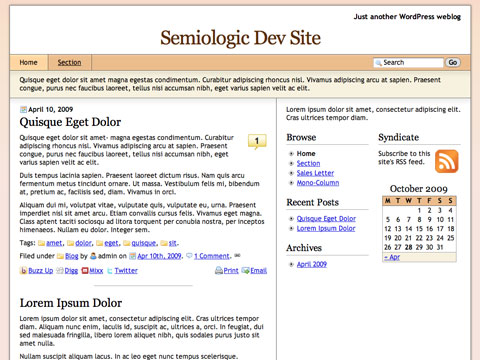 Just another WordPress weblog
Semiologic Dev Site
Home Section Search Go
Quisque eget dolor sit amet magna egestas condimentum. Curabitur adipiscing rhoncus nisl. Vivamus adipiscing arcu at sapien. Praesent
congue, purus nec faucibus laoreet, tellus nisi accumsan nibh, eget varius sapien velit ac elit.
April 10, 2009
Quisque Eget Dolor
Quisque eget dolor sit amet- magna egestas condimentum. Curabitur
adipiscing rhoncus nisl. Vivamus adipiscing arcu at sapien. Praesent
congue, purus nec faucibus laoreet, tellus nisi accumsan nibh, eget
varius sapien velit ac elit.
1
Duis tempus lacinia sapien. Praesent laoreet dictum risus. Nam quis arcu
fermentum metus tincidunt ornare. Ut massa. Vestibulum felis mi, bibendum
at, pretium ac, facilisis sed, diam. Vivamus in orci.
Aliquam dui mi, volutpat vitae, vulputate quis, vulputate eu, urna. Praesent
imperdiet nisi sit amet arcu. Etiam convallis cursus felis. Vivamus eget magna.
Class aptent taciti sociosqu ad litora torquent per conubia nostra, per inceptos
himenaeos. Nullam eu dolor. Integer sem.
Tags: amet, dolor, eget, quisque, sit.
Filed under Blog by admin on Apr 10th, 2009. 1 Comment.
Buzz Up Digg Mixx Twitter Print Email
Lorem Ipsum Dolor
Lorem ipsum dolor sit amet, consectetur adipiscing elit. Cras ultrices tempor
diam. Aliquam nunc enim, iaculis id, suscipit ac, ultrices a, orci. In feugiat, dui
sed malesuada fringilla, libero lorem aliquet nibh, sed sodales purus justo sit
amet nulla.
Nullam suscipit aliquam lacus. In ac nunc eu tempus scelerisque.
Lorem ipsum dolor sit amet, consectetur adipiscing elit.
Cras ultrices tempor diam.
Browse
Home
Section
Sales Letter
Mono-Column
Recent Posts
Quisque Eget Dolor
Lorem Ipsum Dolor
Archives
April 2009
Syndicate
Subscribe to this
site's RSS feed.
October 2009
M T W T F S S
1 2 3 4
5 6 7 8 9 10 11
12 13 14 15 16 17 18
19 20 21 22 23 24 25
26 27 28 29 30 31
« Apr